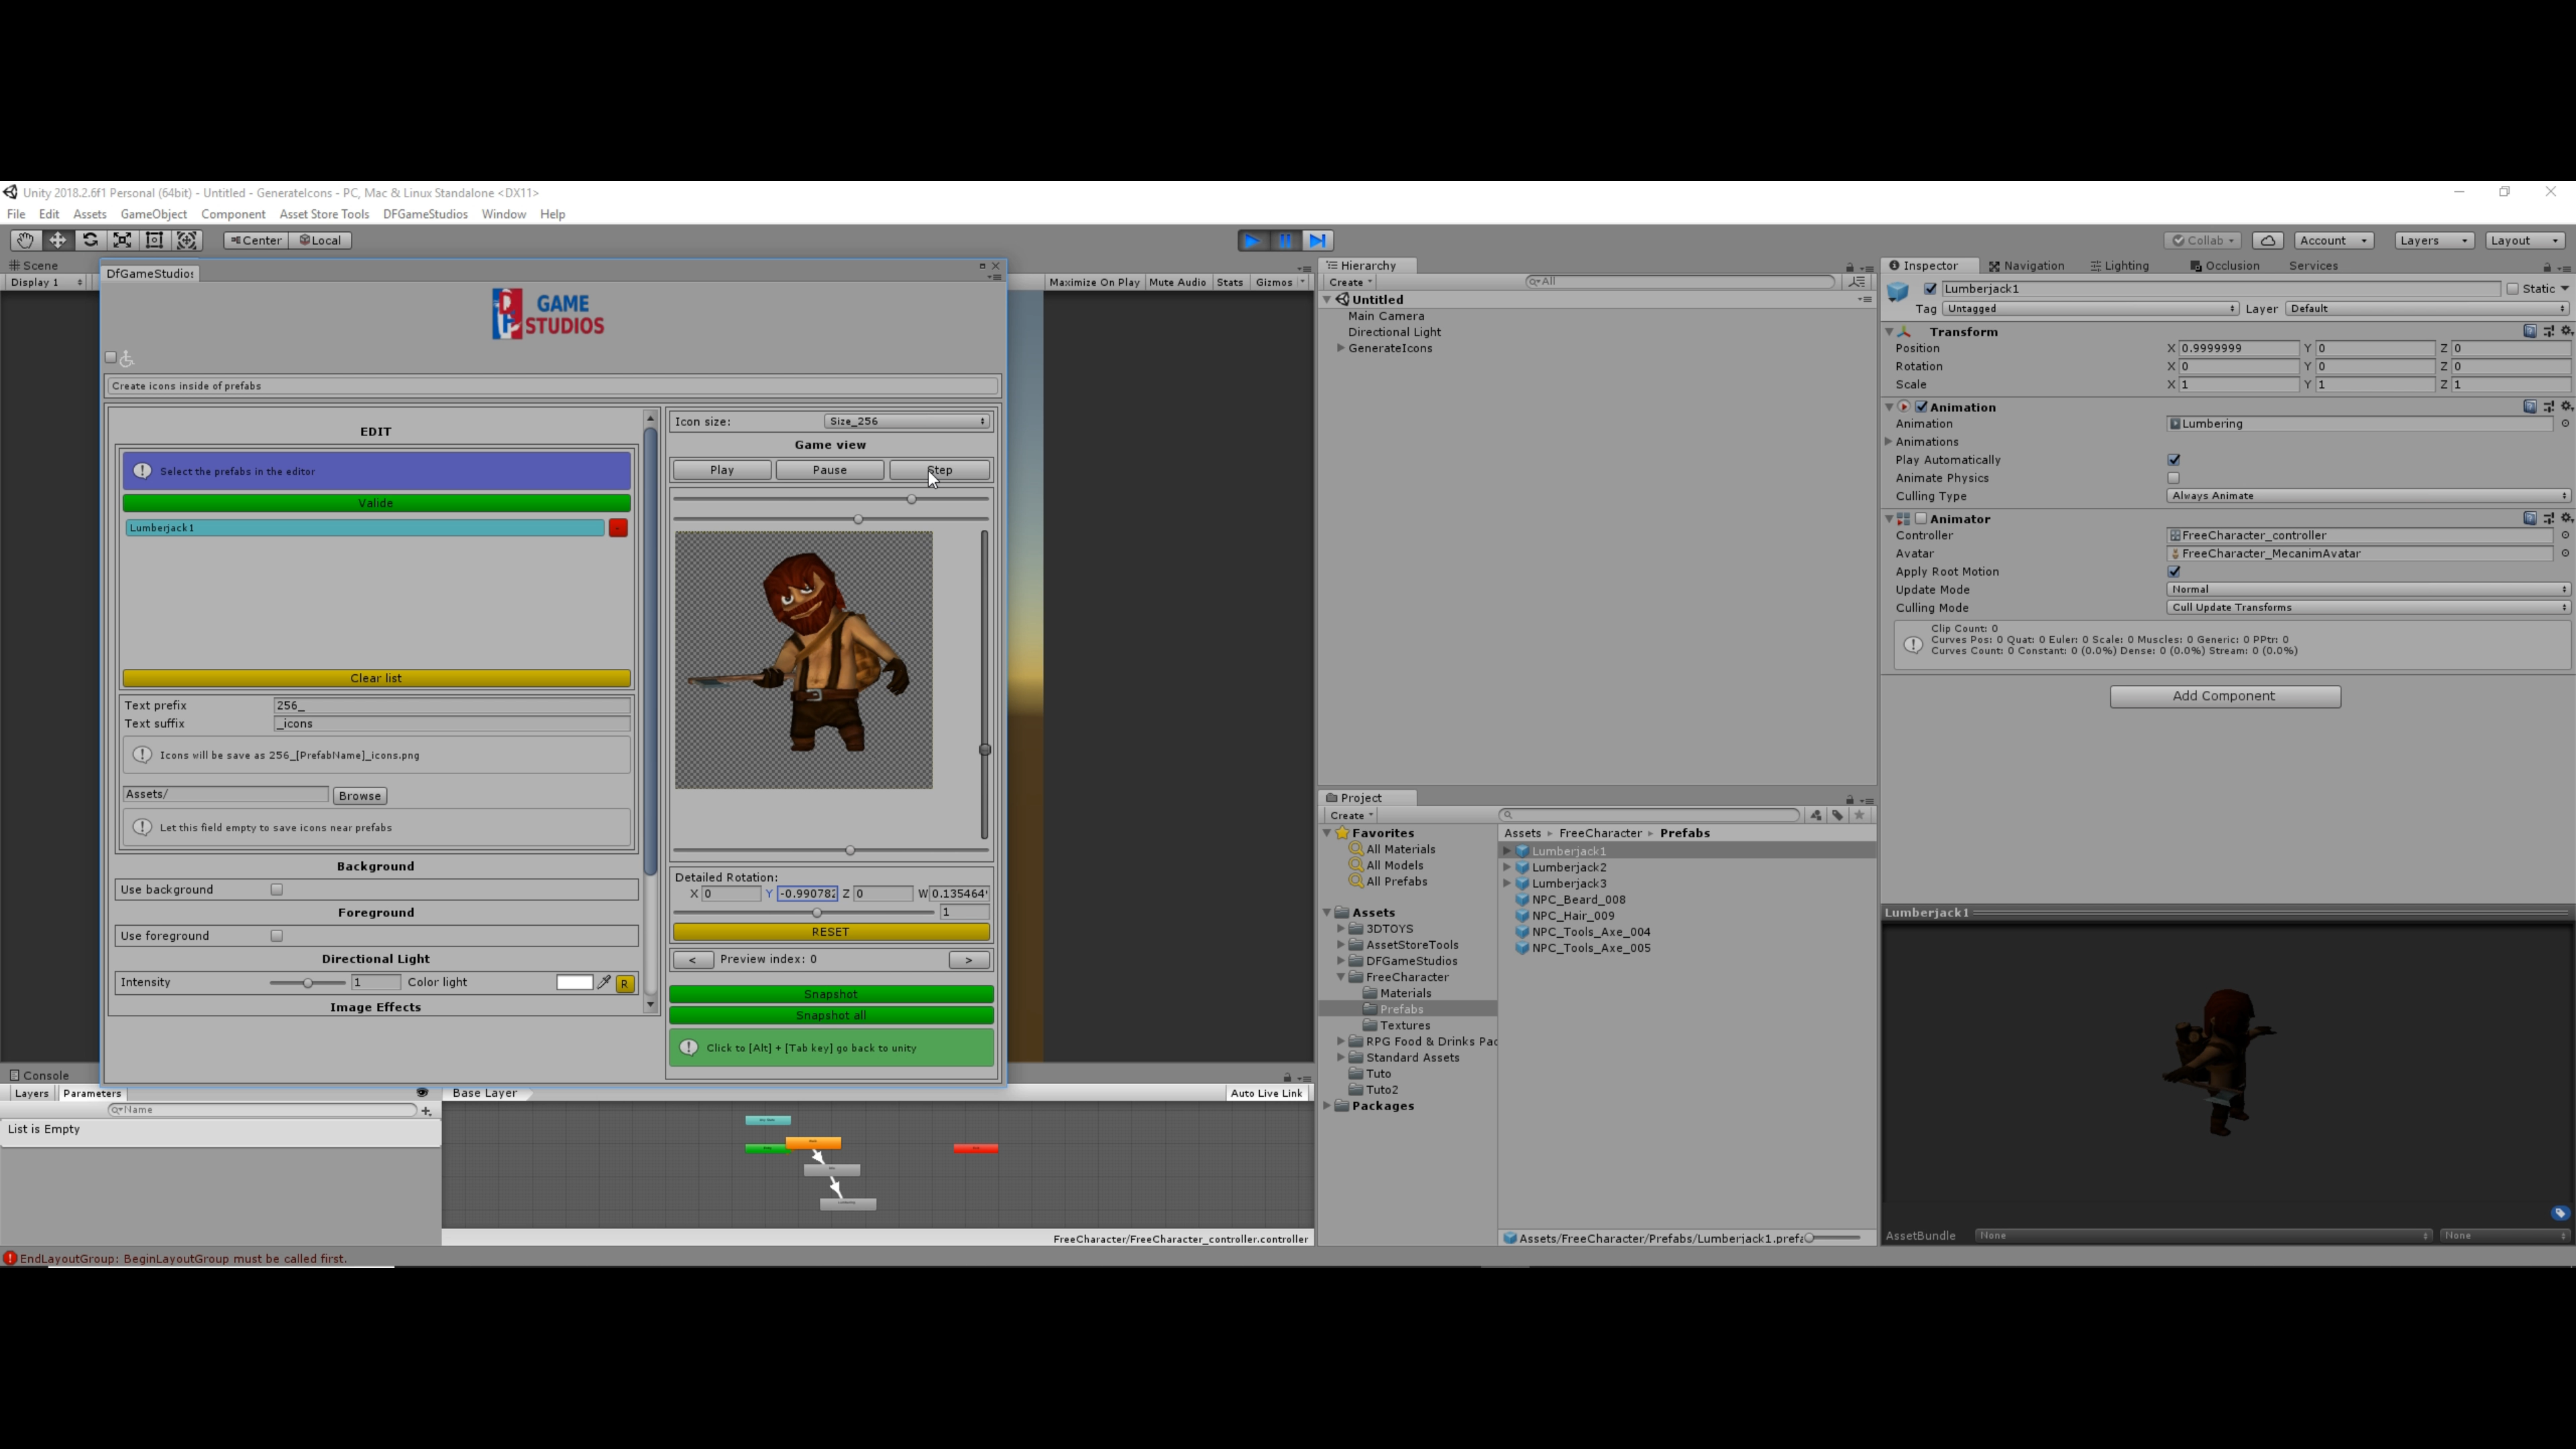 Unity 2018.2.6f1 Personal (64bit) - Untitled - GenerateIcons - PC, Mac & Linux Standalone <DX11>
File Edit Assets GameObject Component Asset Store Tools DFGameStudios Window Help
Center Local
Collab Account Layers Layout
Scene
Display 1
Maximize On Play Mute Audio Stats Gizmos
DfGameStudios
GAME
STUDIOS
Create icons inside of prefabs
EDIT
Select the prefabs in the editor
Valide
Lumberjack1
Clear list
Text prefix 256_
Text suffix _icons
Icons will be save as 256_[PrefabName]_icons.png
Assets/ Browse
Let this field empty to save icons near prefabs
Background
Use background
Foreground
Use foreground
Directional Light
Intensity 1 Color light R
Image Effects
Icon size: Size_256
Game view
Play Pause Step
Detailed Rotation:
X 0 Y -0.990782 Z 0 W 0.135464
1
RESET
< Preview index: 0 >
Snapshot
Snapshot all
Click to [Alt] + [Tab key] go back to unity
Console
Layers Parameters
Name
List is Empty
Base Layer Auto Live Link
FreeCharacter/FreeCharacter_controller.controller
EndLayoutGroup: BeginLayoutGroup must be called first.
Hierarchy
Create All
Untitled
Main Camera
Directional Light
GenerateIcons
Project
Create
Favorites
All Materials
All Models
All Prefabs
Assets
3DTOYS
AssetStoreTools
DFGameStudios
FreeCharacter
Materials
Prefabs
Textures
RPG Food & Drinks Pac
Standard Assets
Tuto
Tuto2
Packages
Assets FreeCharacter Prefabs
Lumberjack1
Lumberjack2
Lumberjack3
NPC_Beard_008
NPC_Hair_009
NPC_Tools_Axe_004
NPC_Tools_Axe_005
Assets/FreeCharacter/Prefabs/Lumberjack1.prefa
Inspector Navigation Lighting Occlusion Services
Lumberjack1 Static
Tag Untagged Layer Default
Transform
Position X 0.9999999 Y 0 Z 0
Rotation X 0 Y 0 Z 0
Scale X 1 Y 1 Z 1
Animation
Animation Lumbering
Animations
Play Automatically
Animate Physics
Culling Type Always Animate
Animator
Controller FreeCharacter_controller
Avatar FreeCharacter_MecanimAvatar
Apply Root Motion
Update Mode Normal
Culling Mode Cull Update Transforms
Clip Count: 0
Curves Pos: 0 Quat: 0 Euler: 0 Scale: 0 Muscles: 0 Generic: 0 PPtr: 0
Curves Count: 0 Constant: 0 (0.0%) Dense: 0 (0.0%) Stream: 0 (0.0%)
Add Component
Lumberjack1
AssetBundle None None